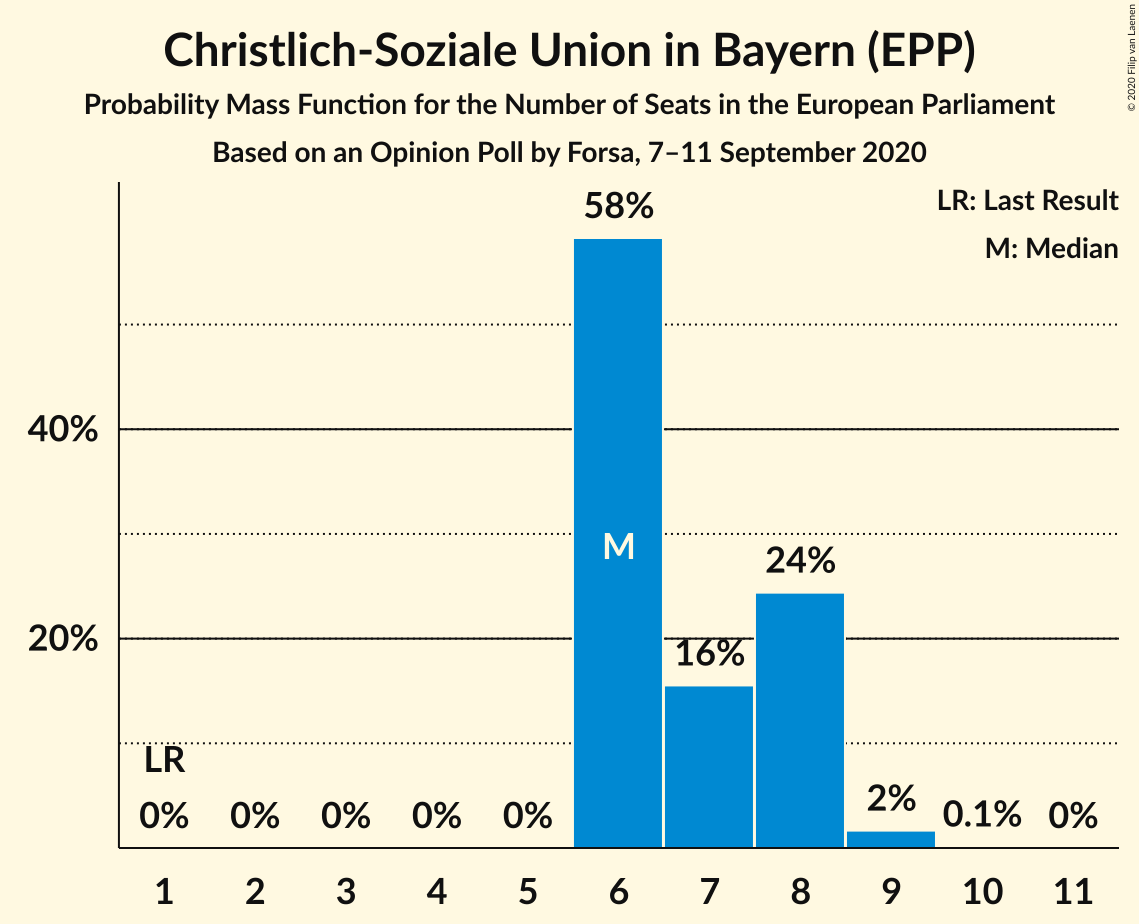 Christlich-Soziale Union in Bayern (EPP)
Probability Mass Function for the Number of Seats in the European Parliament
Based on an Opinion Poll by Forsa, 7–11 September 2020
© 2020 Filip van Laenen
LR: Last Result
M: Median
58%
40%
M
24%
20%
16%
LR
0% 0% 0% 0% 0% 2% 0.1% 0%
1 2 3 4 5 6 7 8 9 10 11